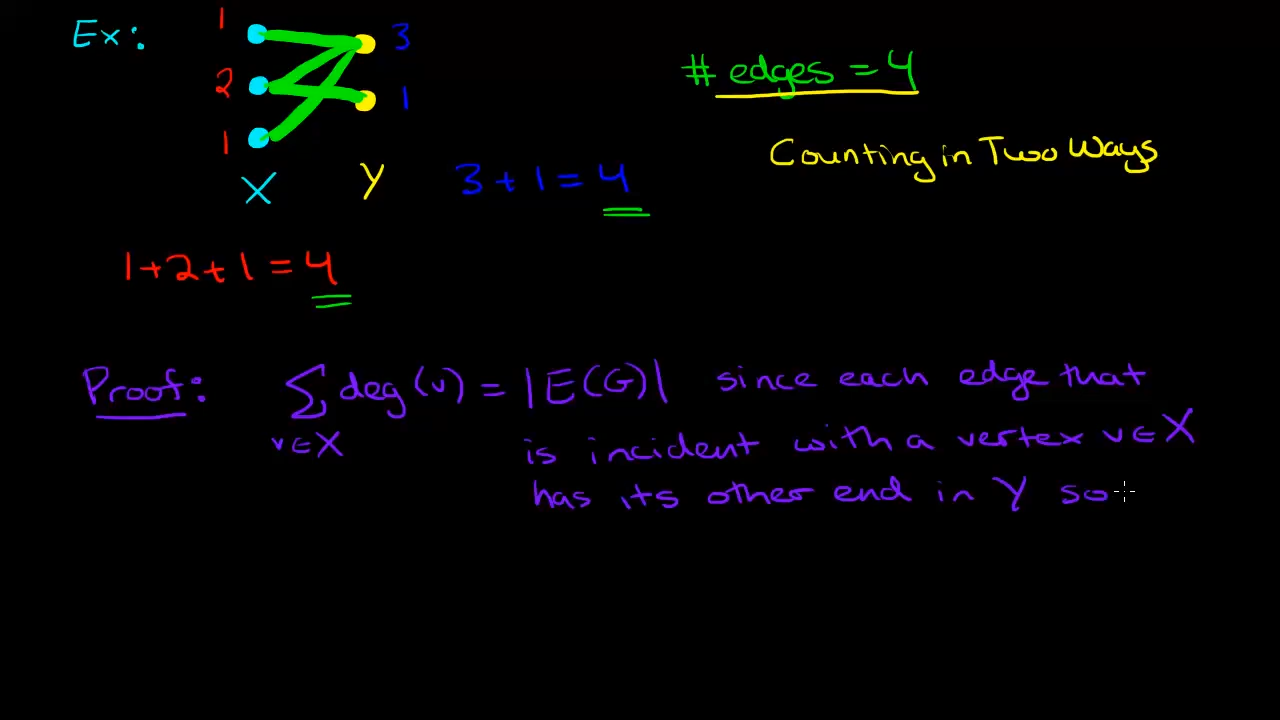 Ex:
1
3
# edges = 4
2
1
Counting in Two Ways
1
X
Y
3 + 1 = 4
1 + 2 + 1 = 4
Proof: ∑ deg(v) = |E(G)| since each edge that
v∈X
is incident with a vertex v∈X
has its other end in Y so